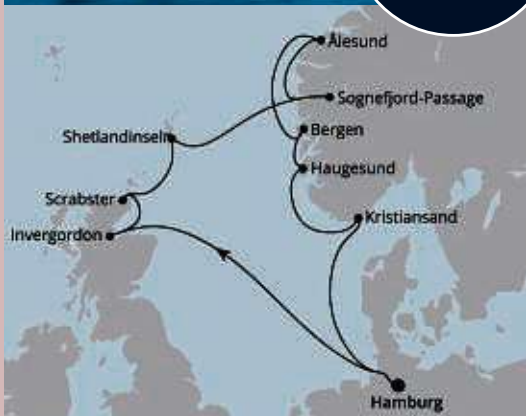 Ålesund
Sognefjord-Passage
Bergen
Shetlandinseln
Haugesund
Scrabster
Kristiansand
Invergordon
Hamburg